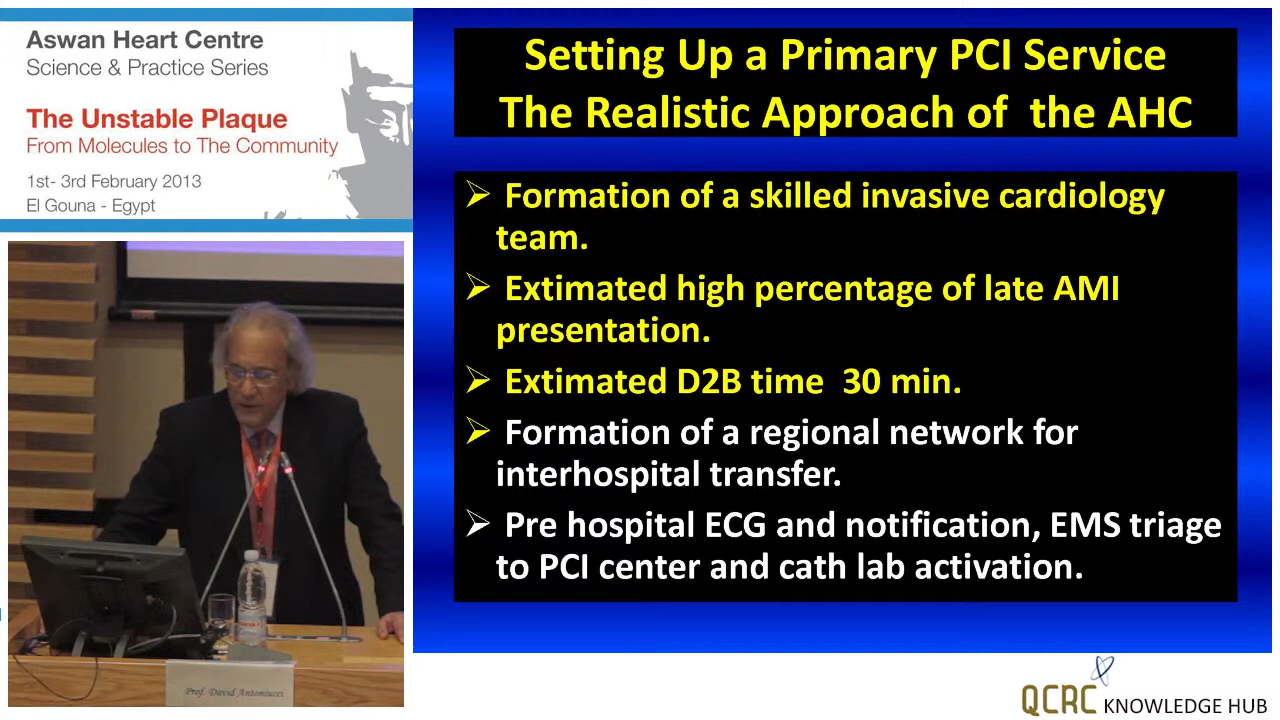 Aswan Heart Centre
Science & Practice Series
The Unstable Plaque
From Molecules to The Community
1st- 3rd February 2013
El Gouna - Egypt
Prof. David Antoniucci
Setting Up a Primary PCI Service
The Realistic Approach of the AHC
Formation of a skilled invasive cardiology
team.
Extimated high percentage of late AMI
presentation.
Extimated D2B time 30 min.
Formation of a regional network for
interhospital transfer.
Pre hospital ECG and notification, EMS triage
to PCI center and cath lab activation.
QCRC KNOWLEDGE HUB